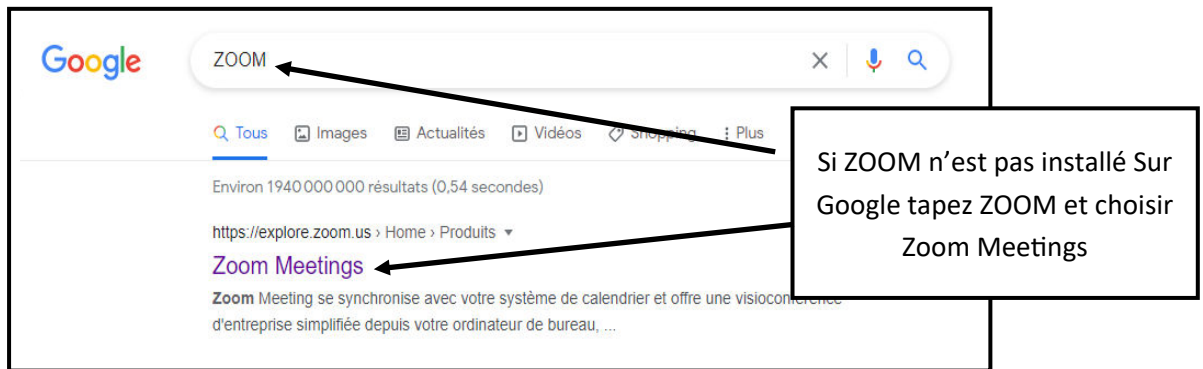 Google
ZOOM
Tous Images Actualités Vidéos Shopping Plus
Environ 1 940 000 000 résultats (0,54 secondes)
https://explore.zoom.us › Home › Produits
Zoom Meetings
Zoom Meeting se synchronise avec votre système de calendrier et offre une visioconférence
d'entreprise simplifiée depuis votre ordinateur de bureau, ...
Si ZOOM n’est pas installé Sur
Google tapez ZOOM et choisir
Zoom Meetings